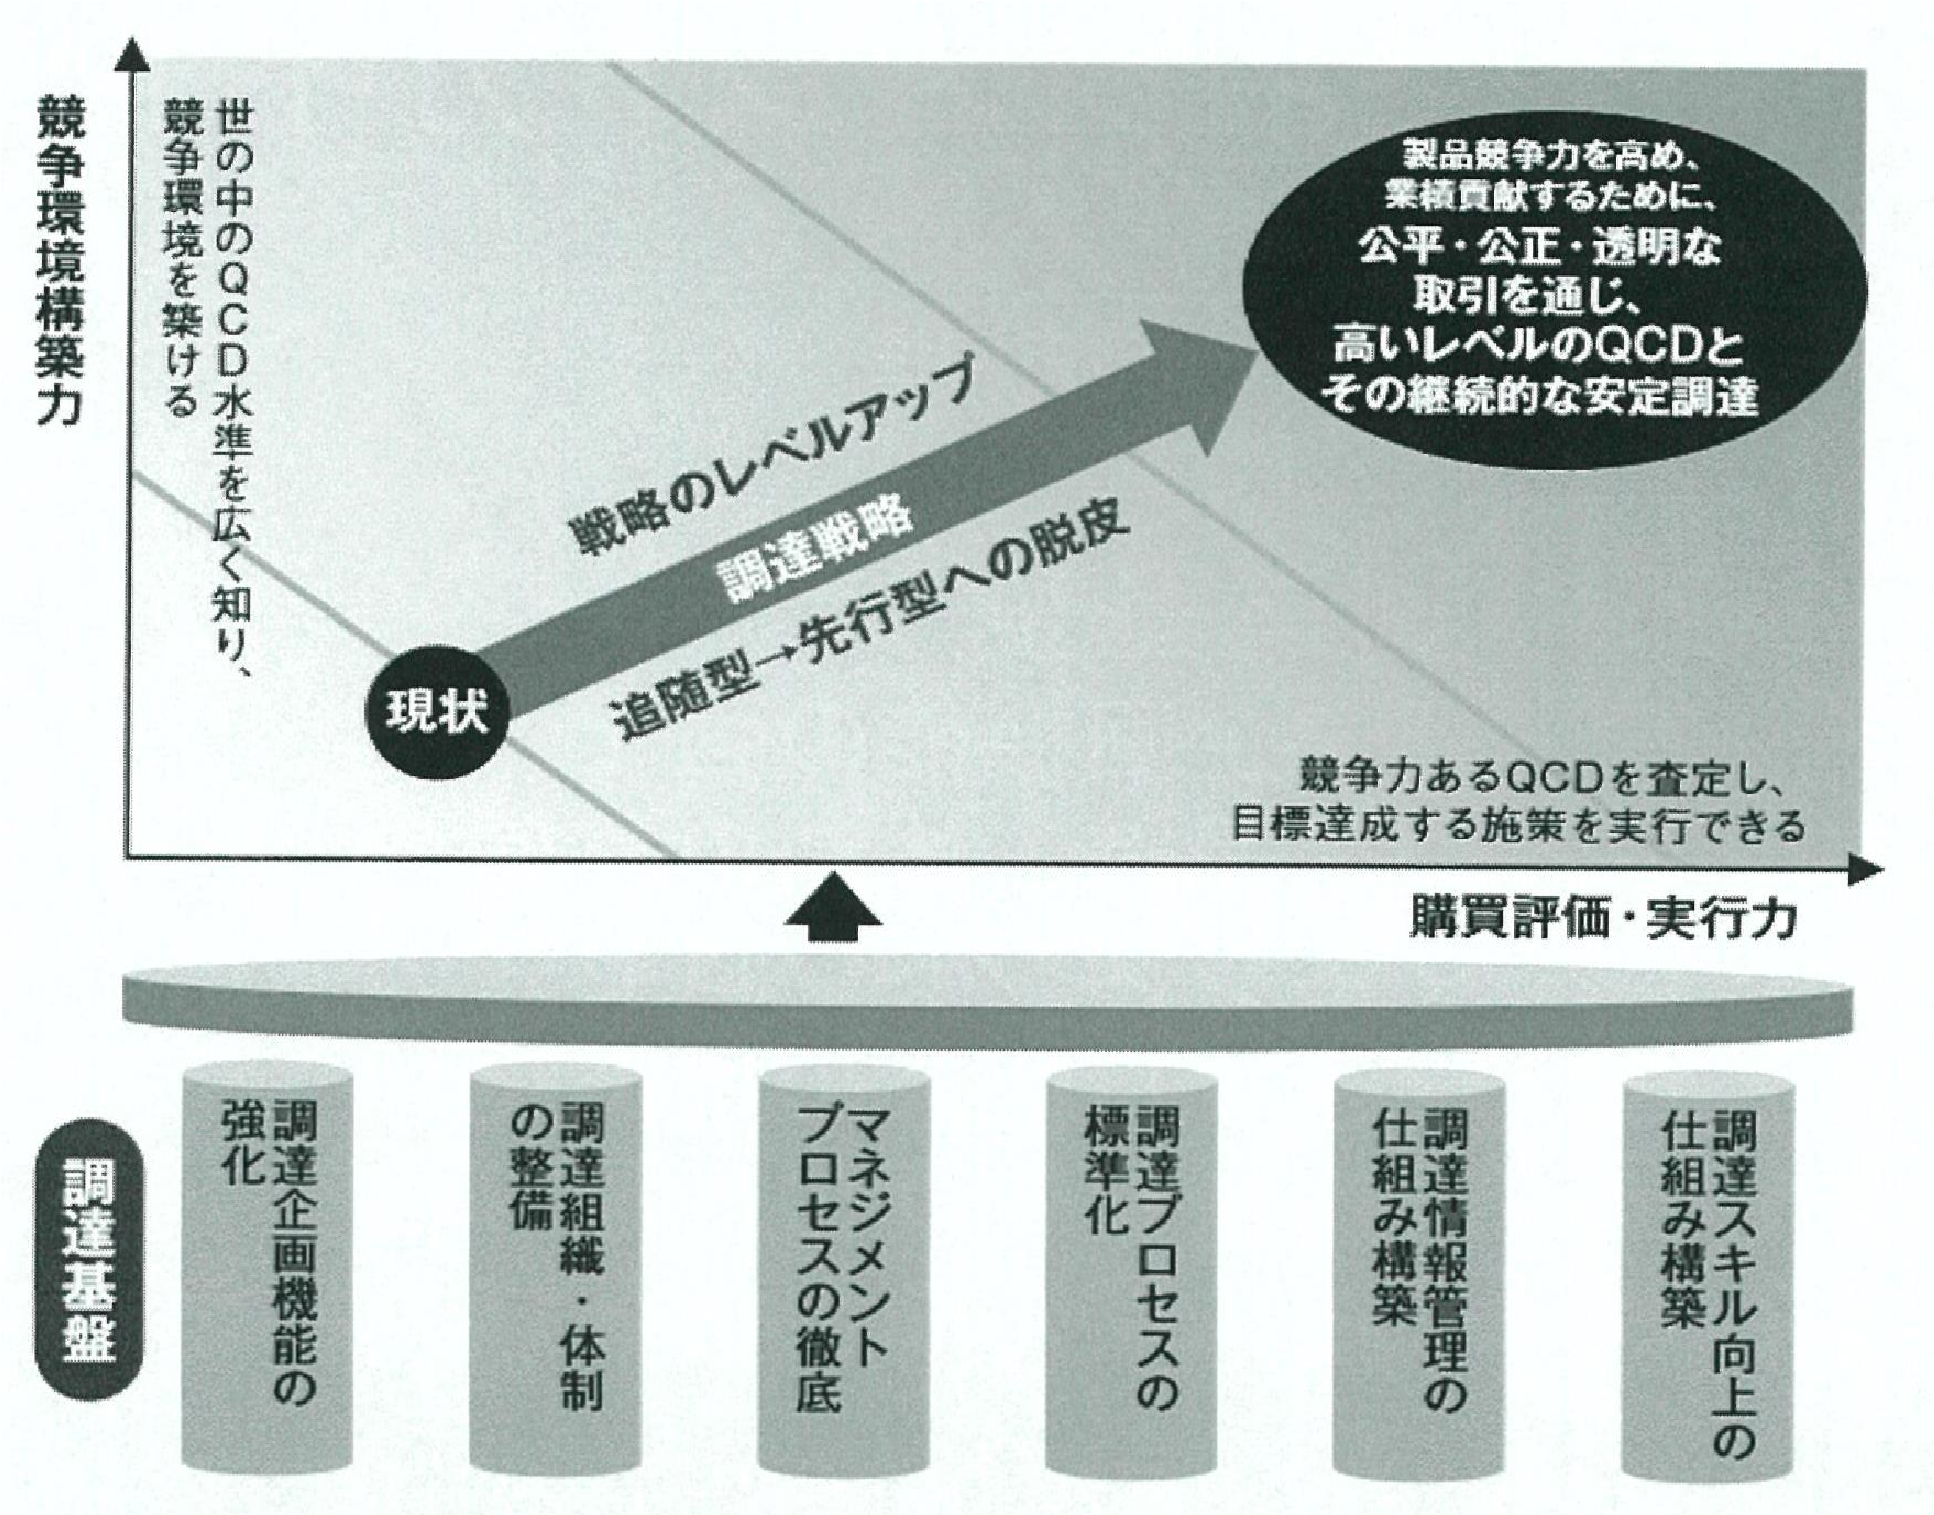 競争環境構築力
世の中のQCD水準を広く知り、
競争環境を築ける
製品競争力を高め、
業績貢献するために、
公平・公正・透明な
取引を通じ、
高いレベルのQCDと
その継続的な安定調達
戦略のレベルアップ
調達戦略
追随型→先行型への脱皮
現状
競争力あるQCDを査定し、
目標達成する施策を実行できる
購買評価・実行力
調達基盤
調達企画機能の
強化
調達組織・体制
の整備
マネジメント
プロセスの徹底
調達プロセスの
標準化
調達情報管理の
仕組み構築
調達スキル向上の
仕組み構築